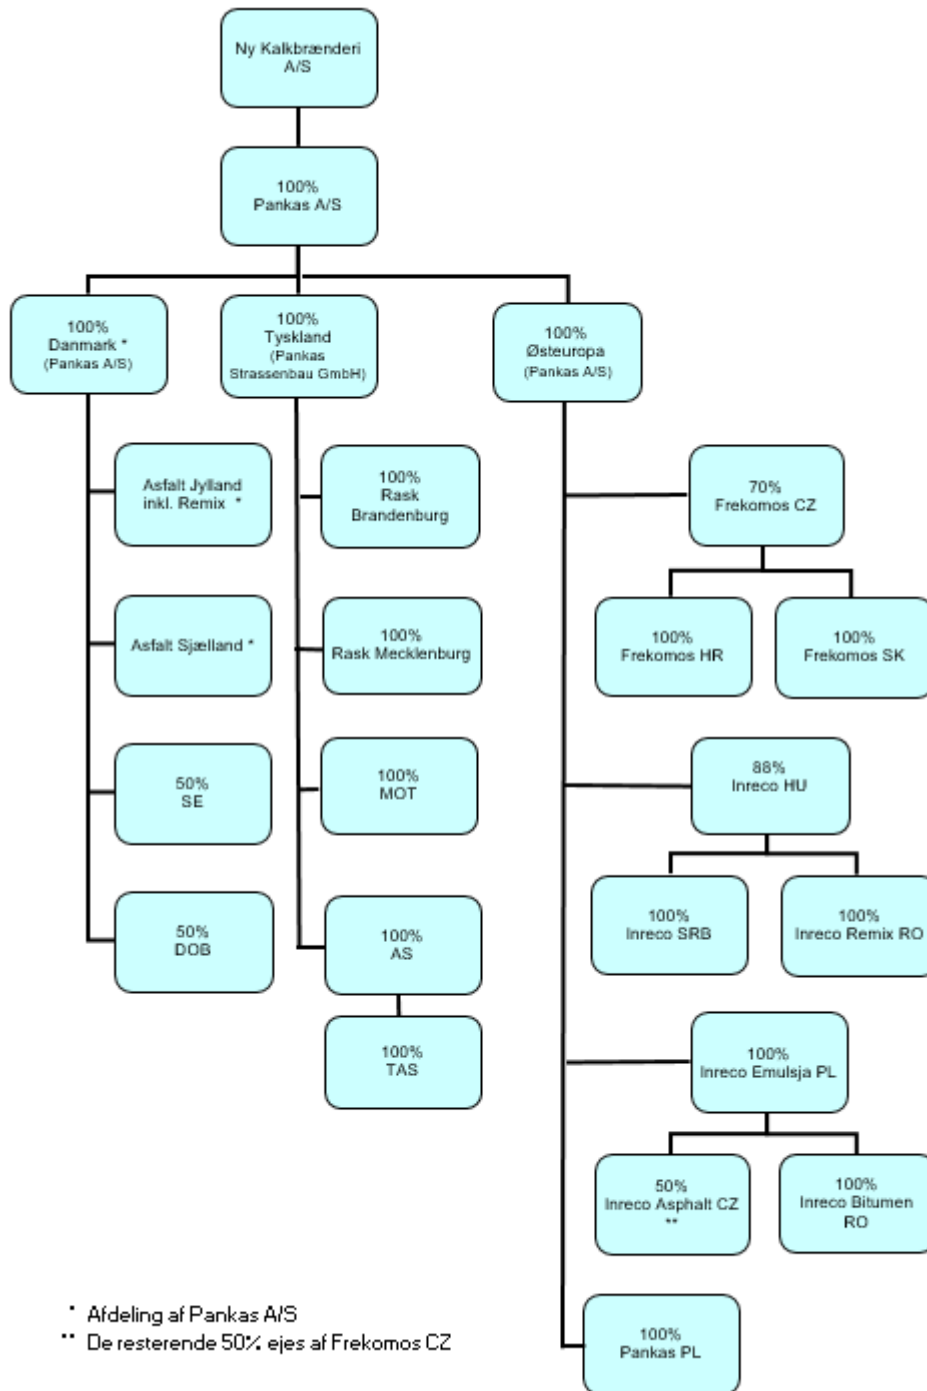 Ny Kalkbrænderi
A/S
100%
Pankas A/S
100%
Danmark *
(Pankas A/S)
100%
Tyskland
(Pankas
Strassenbau GmbH)
100%
Østeuropa
(Pankas A/S)
Asfalt Jylland
inkl. Remix *
Asfalt Sjælland *
50%
SE
50%
DOB
100%
Rask
Brandenburg
100%
Rask Mecklenburg
100%
MOT
100%
AS
100%
TAS
70%
Frekomos CZ
100%
Frekomos HR
100%
Frekomos SK
88%
Inreco HU
100%
Inreco SRB
100%
Inreco Remix RO
100%
Inreco Emulsja PL
50%
Inreco Asphalt CZ
**
100%
Inreco Bitumen
RO
100%
Pankas PL
* Afdeling af Pankas A/S
** De resterende 50% ejes af Frekomos CZ